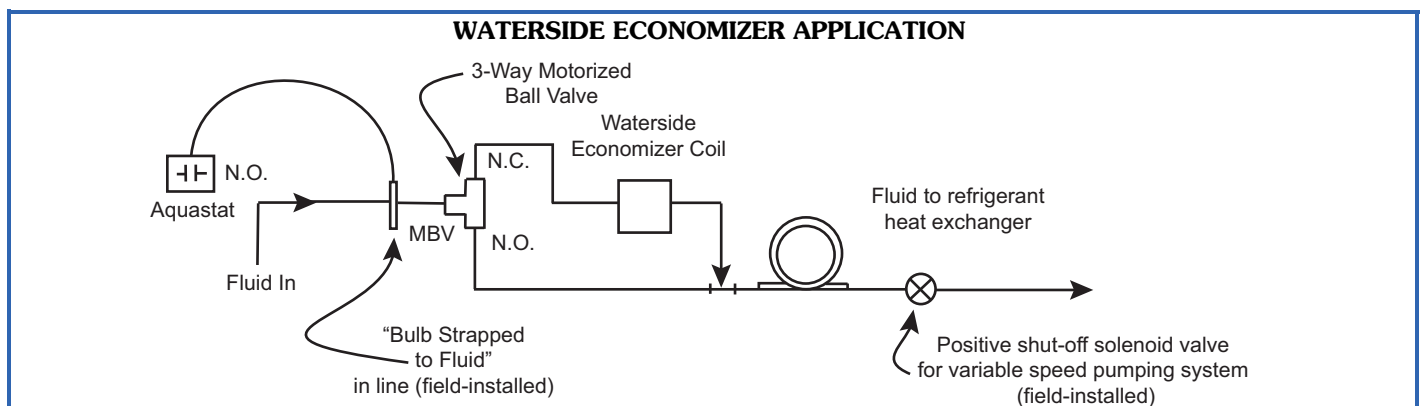 WATERSIDE ECONOMIZER APPLICATION
3-Way Motorized
Ball Valve
Waterside
Economizer Coil
N.C.
N.O.
Aquastat
Fluid to refrigerant
heat exchanger
MBV
N.O.
Fluid In
“Bulb Strapped
to Fluid”
in line (field-installed)
Positive shut-off solenoid valve
for variable speed pumping system
(field-installed)